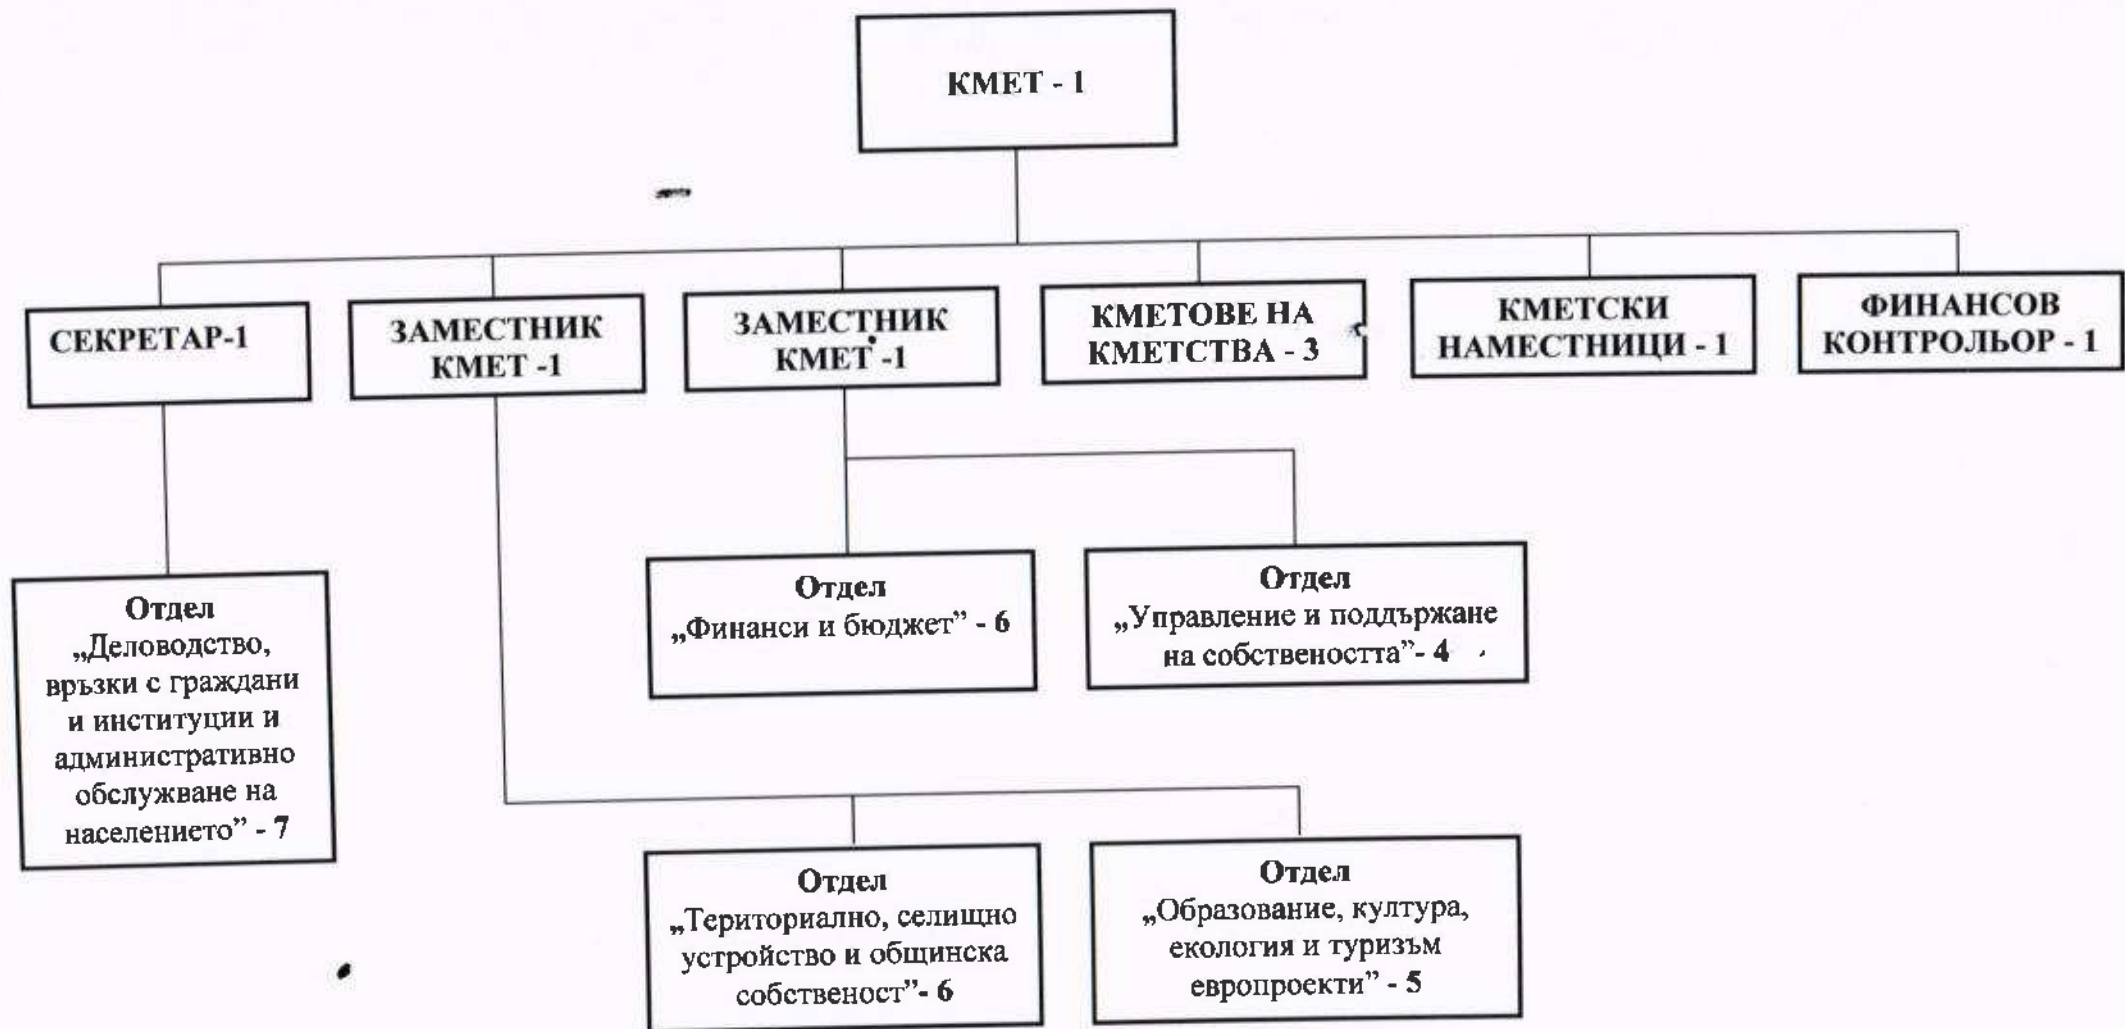 КМЕТ - 1
СЕКРЕТАР-1
ЗАМЕСТНИК
КМЕТ -1
ЗАМЕСТНИК
КМЕТ -1
КМЕТОВЕ НА
КМЕТСТВА - 3
КМЕТСКИ
НАМЕСТНИЦИ - 1
ФИНАНСОВ
КОНТРОЛЬОР - 1
Отдел
„Деловодство,
връзки с граждани
и институции и
административно
обслужване на
населението” - 7
Отдел
„Финанси и бюджет” - 6
Отдел
„Управление и поддържане
на собствеността”- 4
Отдел
„Териториално, селищно
устройство и общинска
собственост”- 6
Отдел
„Образование, култура,
екология и туризъм
европроекти” - 5